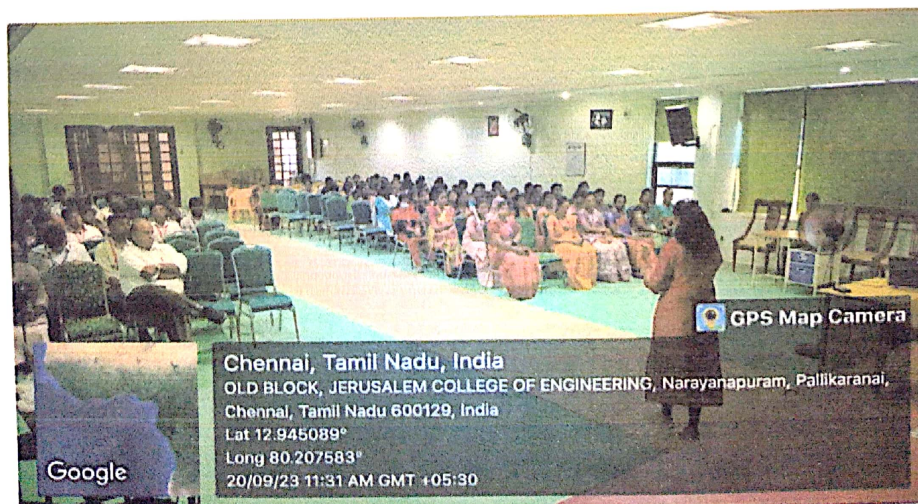 GPS Map Camera
Chennai, Tamil Nadu, India
OLD BLOCK, JERUSALEM COLLEGE OF ENGINEERING, Narayanapuram, Pallikaranai,
Chennai, Tamil Nadu 600129, India
Lat 12.945089°
Long 80.207583°
20/09/23 11:31 AM GMT +05:30
Google